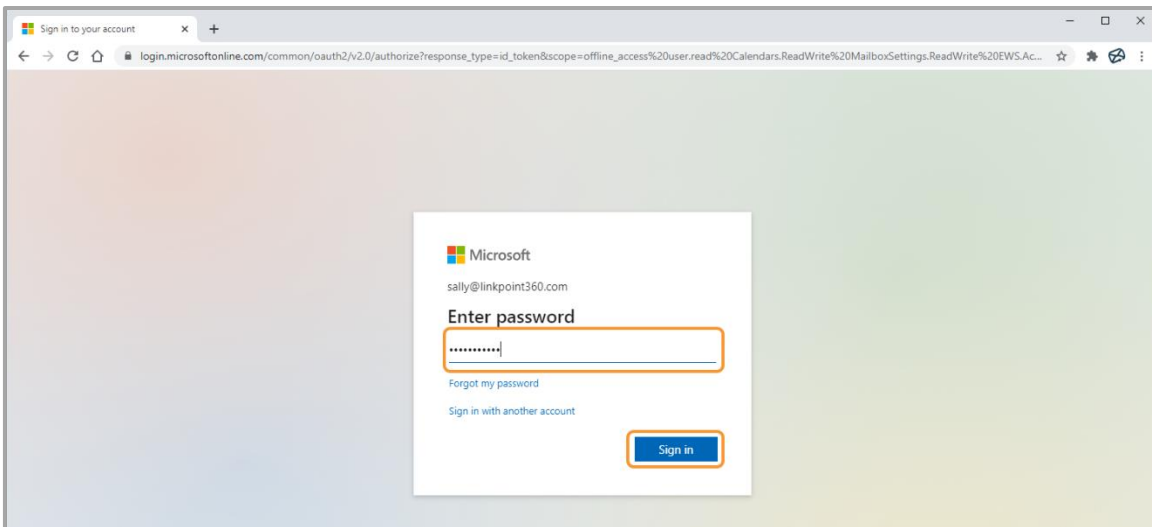 Sign in to your account
login.microsoftonline.com/common/oauth2/v2.0/authorize?response_type=id_token&scope=offline_access%20user.read%20Calendars.ReadWrite%20MailboxSettings.ReadWrite%20EWS.Ac...
Microsoft
sally@linkpoint360.com
Enter password
•••••••••••
Forgot my password
Sign in with another account
Sign in